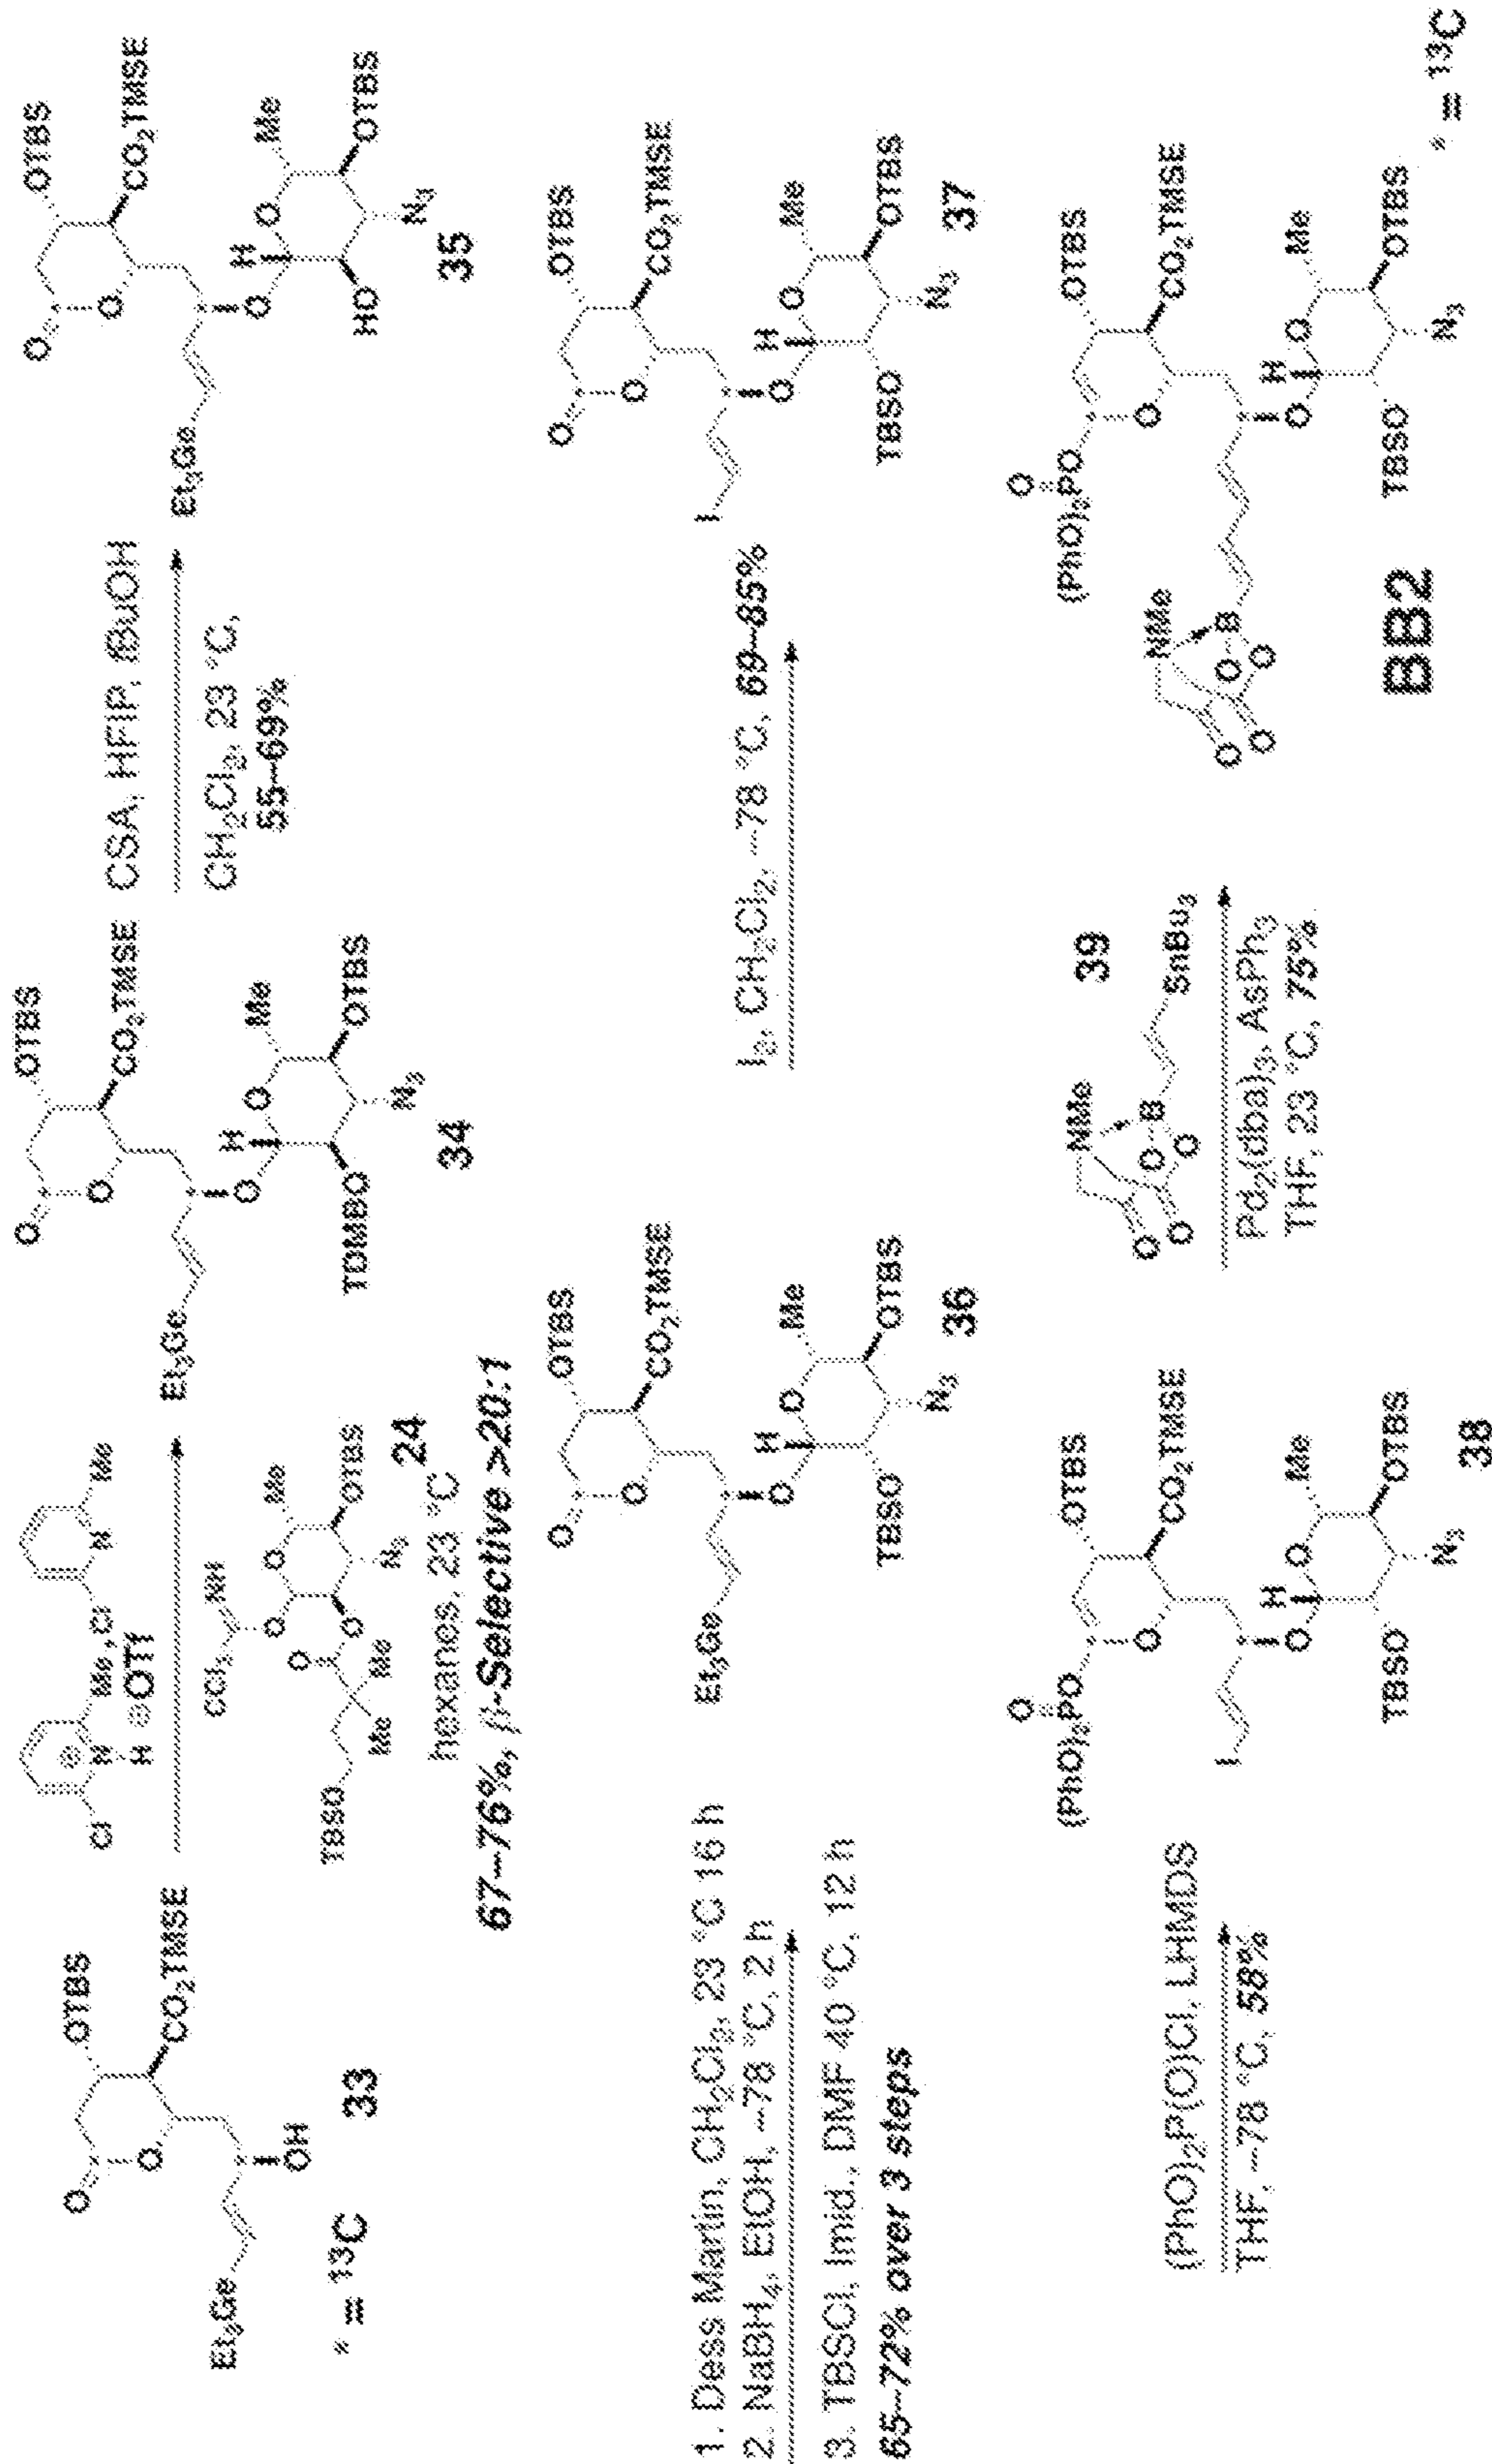 O
OTBS
CO₂TMSE
O
Et₃Ge
OH
* = ¹³C
33
Cl
N
⊕
H
Me
Cl
N
Me
⊖OTf
CCl₃
NH
O
O
Me
O
O
OTBS
N₃
Me
Me
TBSO
24
hexanes, 23 °C
67–76%, β-Selective >20:1
O
OTBS
CO₂TMSE
O
Et₃Ge
H
O
O
Me
TDMBO
OTBS
N₃
34
CSA, HFIP, tBuOH
CH₂Cl₂, 23 °C,
55–69%
O
OTBS
CO₂TMSE
O
Et₃Ge
H
O
O
Me
HO
OTBS
N₃
35
1. Dess Martin, CH₂Cl₂, 23 °C 16 h
2. NaBH₄, EtOH, –78 °C, 2 h
3. TBSCl, Imid., DMF 40 °C, 12 h
65–72% over 3 steps
O
OTBS
CO₂TMSE
O
Et₃Ge
H
O
O
Me
TBSO
OTBS
N₃
36
I₂, CH₂Cl₂, –78 °C, 69–85%
O
OTBS
CO₂TMSE
O
I
H
O
O
Me
TBSO
OTBS
N₃
37
(PhO)₂P(O)Cl, LHMDS
THF, –78 °C, 58%
O
(PhO)₂PO
OTBS
CO₂TMSE
O
I
H
O
O
Me
TBSO
OTBS
N₃
38
NMe
B
O
O
O
O
SnBu₃
39
Pd₂(dba)₃, AsPh₃
THF, 23 °C, 75%
O
(PhO)₂PO
OTBS
CO₂TMSE
O
NMe
B
O
O
O
O
H
O
O
Me
TBSO
OTBS
N₃
BB2
* = ¹³C